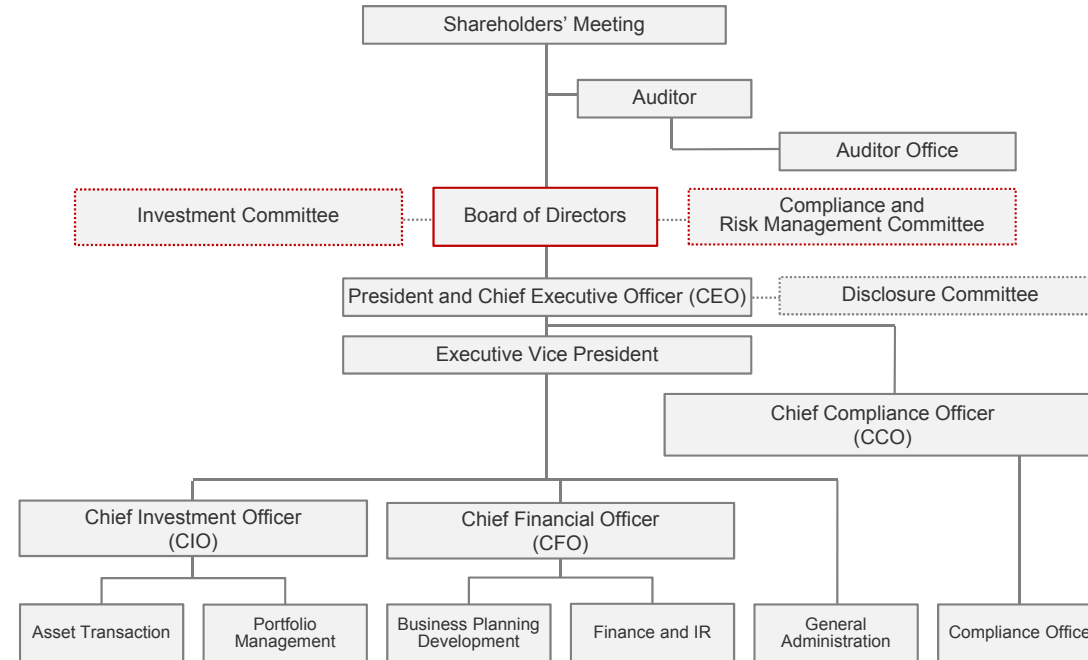 Shareholders’ Meeting
Auditor
Auditor Office
Investment Committee
Board of Directors
Compliance and
Risk Management Committee
President and Chief Executive Officer (CEO)
Disclosure Committee
Executive Vice President
Chief Compliance Officer
(CCO)
Chief Investment Officer
(CIO)
Chief Financial Officer
(CFO)
Asset Transaction
Portfolio
Management
Business Planning
Development
Finance and IR
General
Administration
Compliance Office